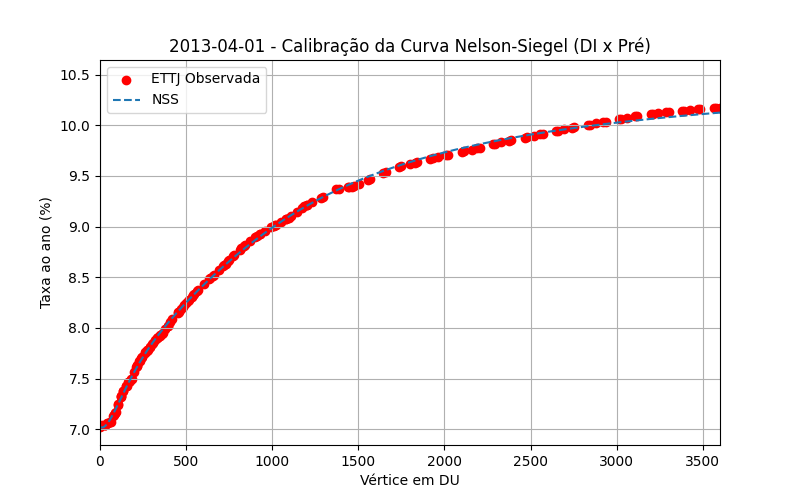 2013-04-01 - Calibração da Curva Nelson-Siegel (DI x Pré)
ETTJ Observada
NSS
Taxa ao ano (%)
10.5
10.0
9.5
9.0
8.5
8.0
7.5
7.0
0 500 1000 1500 2000 2500 3000 3500
Vértice em DU